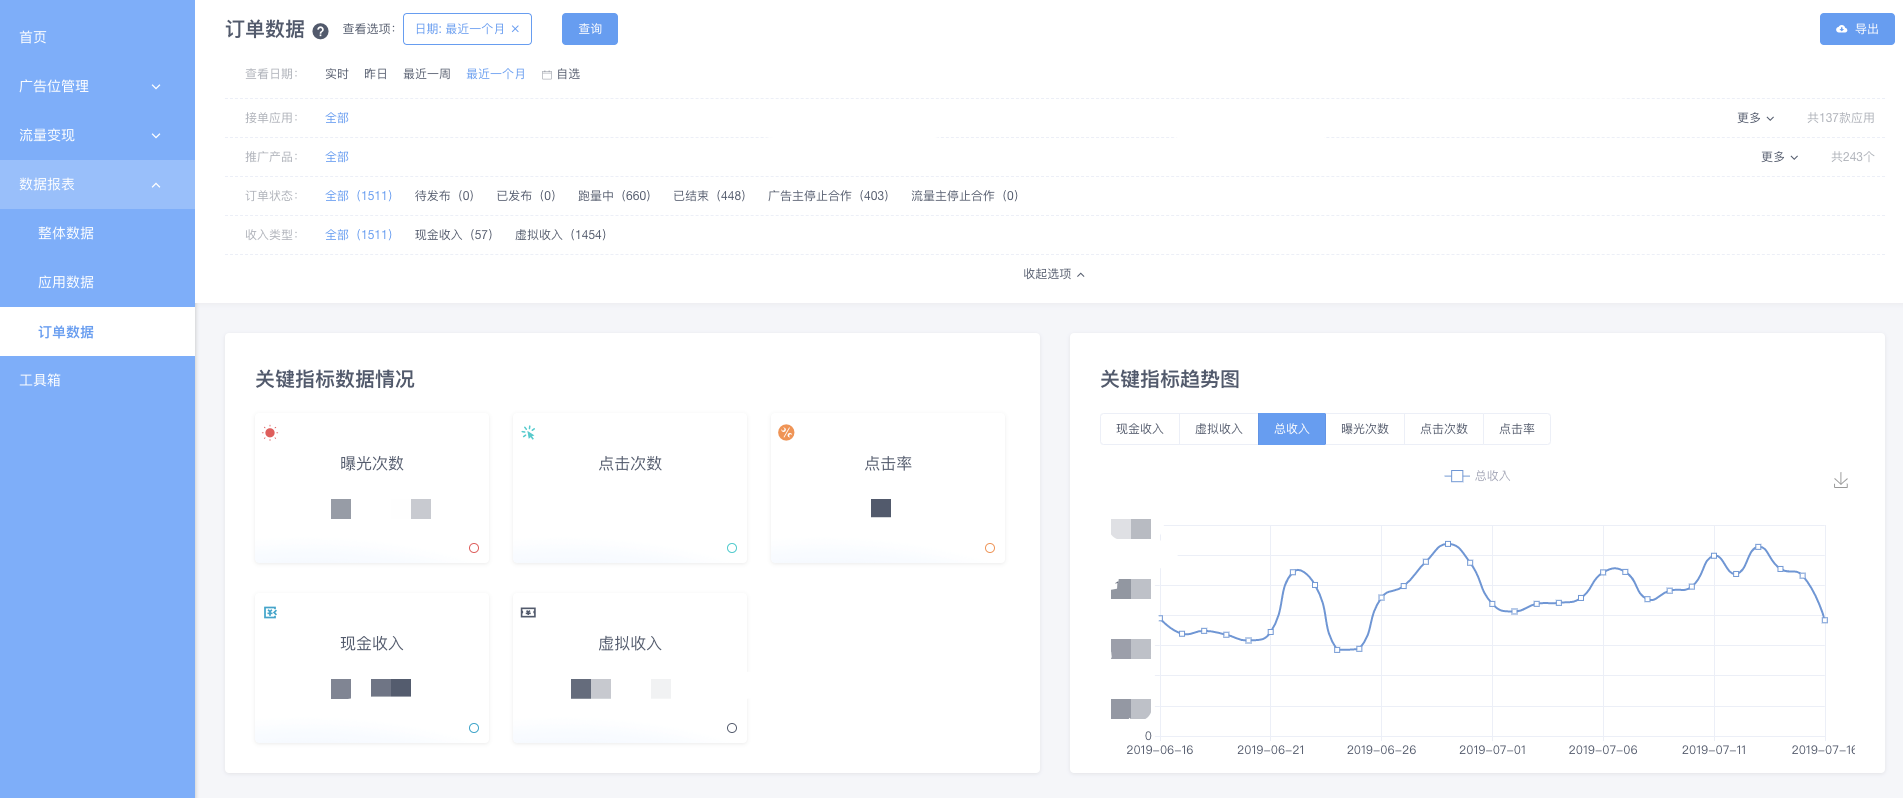 首页
广告位管理
流量变现
数据报表
整体数据
应用数据
订单数据
工具箱
订单数据 ? 查看选项: 日期: 最近一个月 × 查询 导出
查看日期: 实时 昨日 最近一周 最近一个月 自选
接单应用: 全部 更多 共137款应用
推广产品: 全部 更多 共243个
订单状态: 全部 (1511) 待发布 (0) 已发布 (0) 跑量中 (660) 已结束 (448) 广告主停止合作 (403) 流量主停止合作 (0)
收入类型: 全部 (1511) 现金收入 (57) 虚拟收入 (1454)
收起选项
关键指标数据情况
曝光次数 点击次数 点击率
现金收入 虚拟收入
关键指标趋势图
现金收入 虚拟收入 总收入 曝光次数 点击次数 点击率
总收入
0
2019-06-16 2019-06-21 2019-06-26 2019-07-01 2019-07-06 2019-07-11 2019-07-16